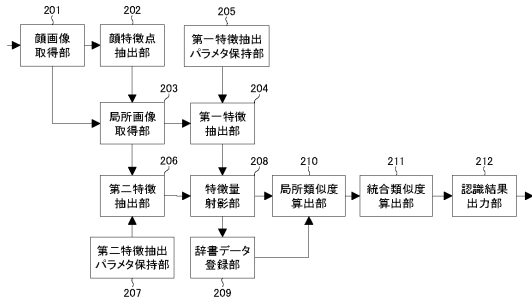 201
202
205
顔画像
取得部
顔特徴点
抽出部
第一特徴抽出
パラメタ保持部
203
204
局所画像
取得部
第一特徴
抽出部
206
208
210
211
212
第二特徴
抽出部
特徴量
射影部
局所類似度
算出部
統合類似度
算出部
認識結果
出力部
第二特徴抽出
パラメタ保持部
辞書データ
登録部
207
209